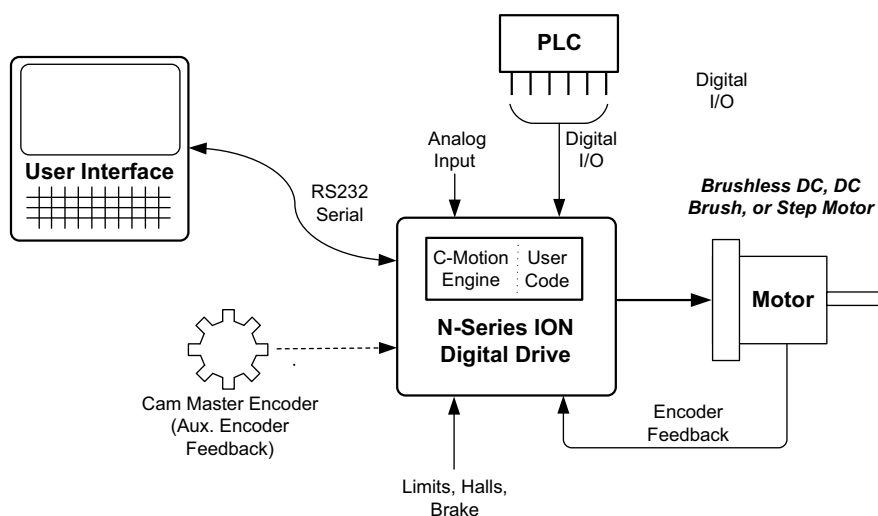 PLC
Digital
I/O
User Interface
Analog
Input
Digital
I/O
RS232
Serial
Brushless DC, DC
Brush, or Step Motor
C-Motion
Engine
User
Code
N-Series ION
Digital Drive
Motor
Cam Master Encoder
(Aux. Encoder
Feedback)
Encoder
Feedback
Limits, Halls,
Brake